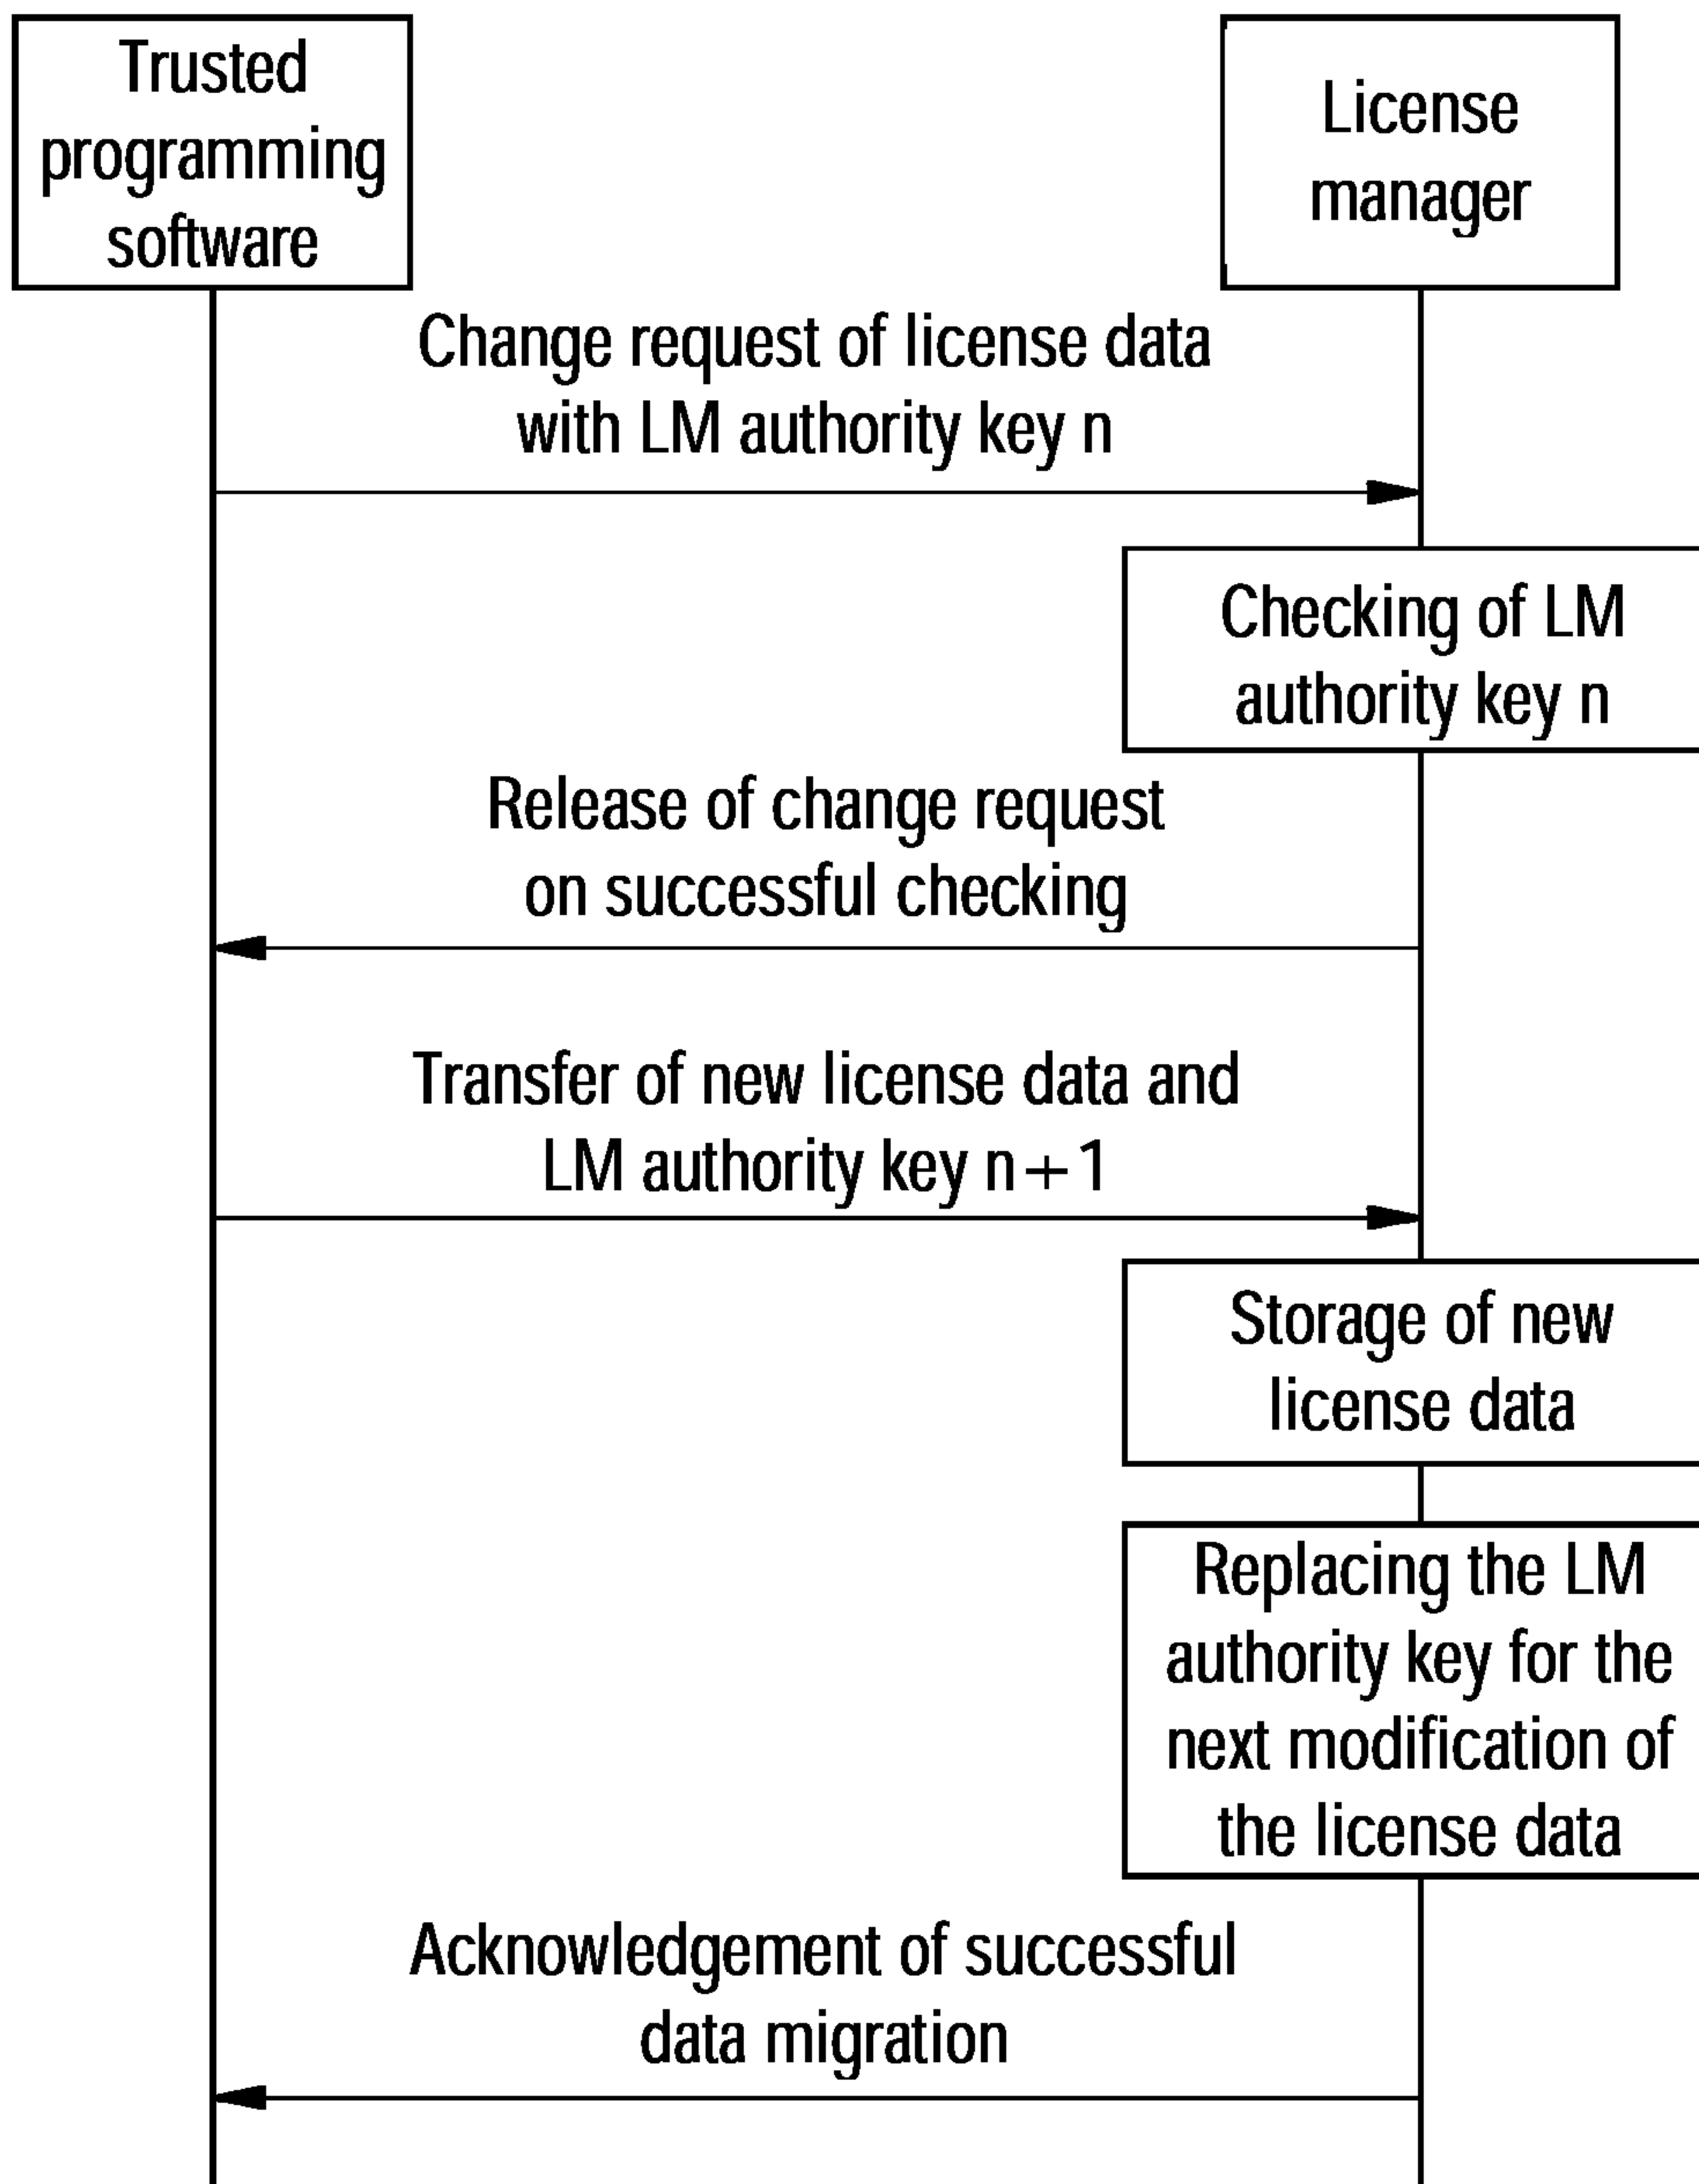 Trusted
programming
software
License
manager
Change request of license data
with LM authority key n
Checking of LM
authority key n
Release of change request
on successful checking
Transfer of new license data and
LM authority key n+1
Storage of new
license data
Replacing the LM
authority key for the
next modification of
the license data
Acknowledgement of successful
data migration